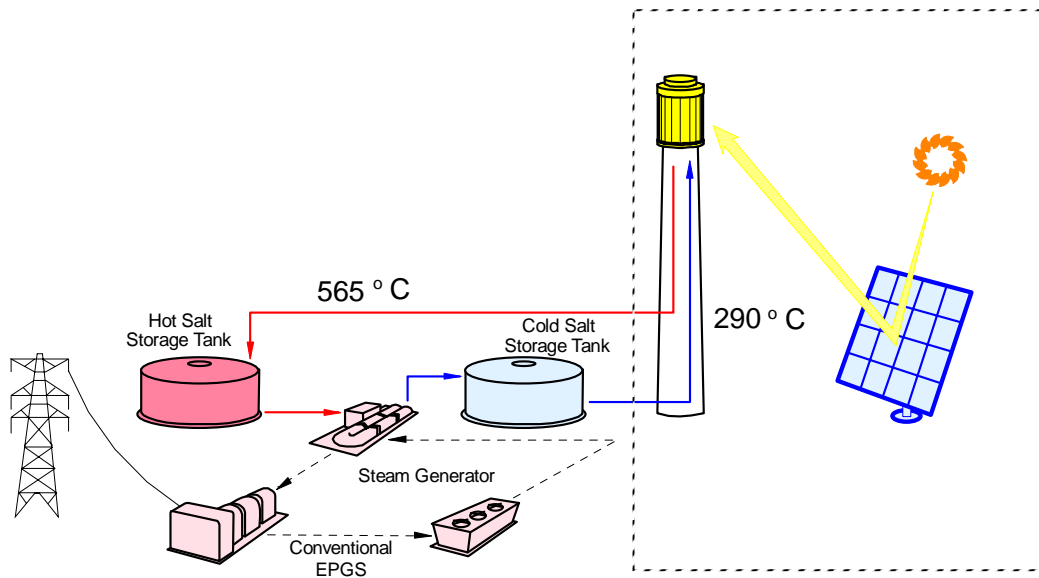 565 °C
Hot Salt
Storage Tank
Cold Salt
Storage Tank
290 °C
Steam Generator
Conventional
EPGS